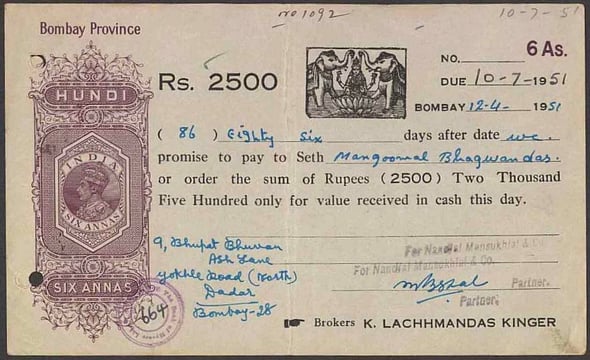 no 1092
10-7-51
Bombay Province
6 As.
NO.
Rs. 2500
DUE 10-7-1951
HUNDI
BOMBAY 12-4- 1951
( 86 ) Eighty Six days after date we.
promise to pay to Seth Mangoomal Bhagwandas.
or order the sum of Rupees (2500) Two Thousand
Five Hundred only for value received in cash this day.
INDIA
SIX ANNAS
9, Bhupat Bhuvan
Ash Lane
Gokhle Road (North)
Dadar
Bombay-28
For Nandlal Mansukhlal & Co.
For Nandlal Mansukhlal & Co.
Partner.
Partner.
SIX ANNAS
664
Brokers K. LACHHMANDAS KINGER